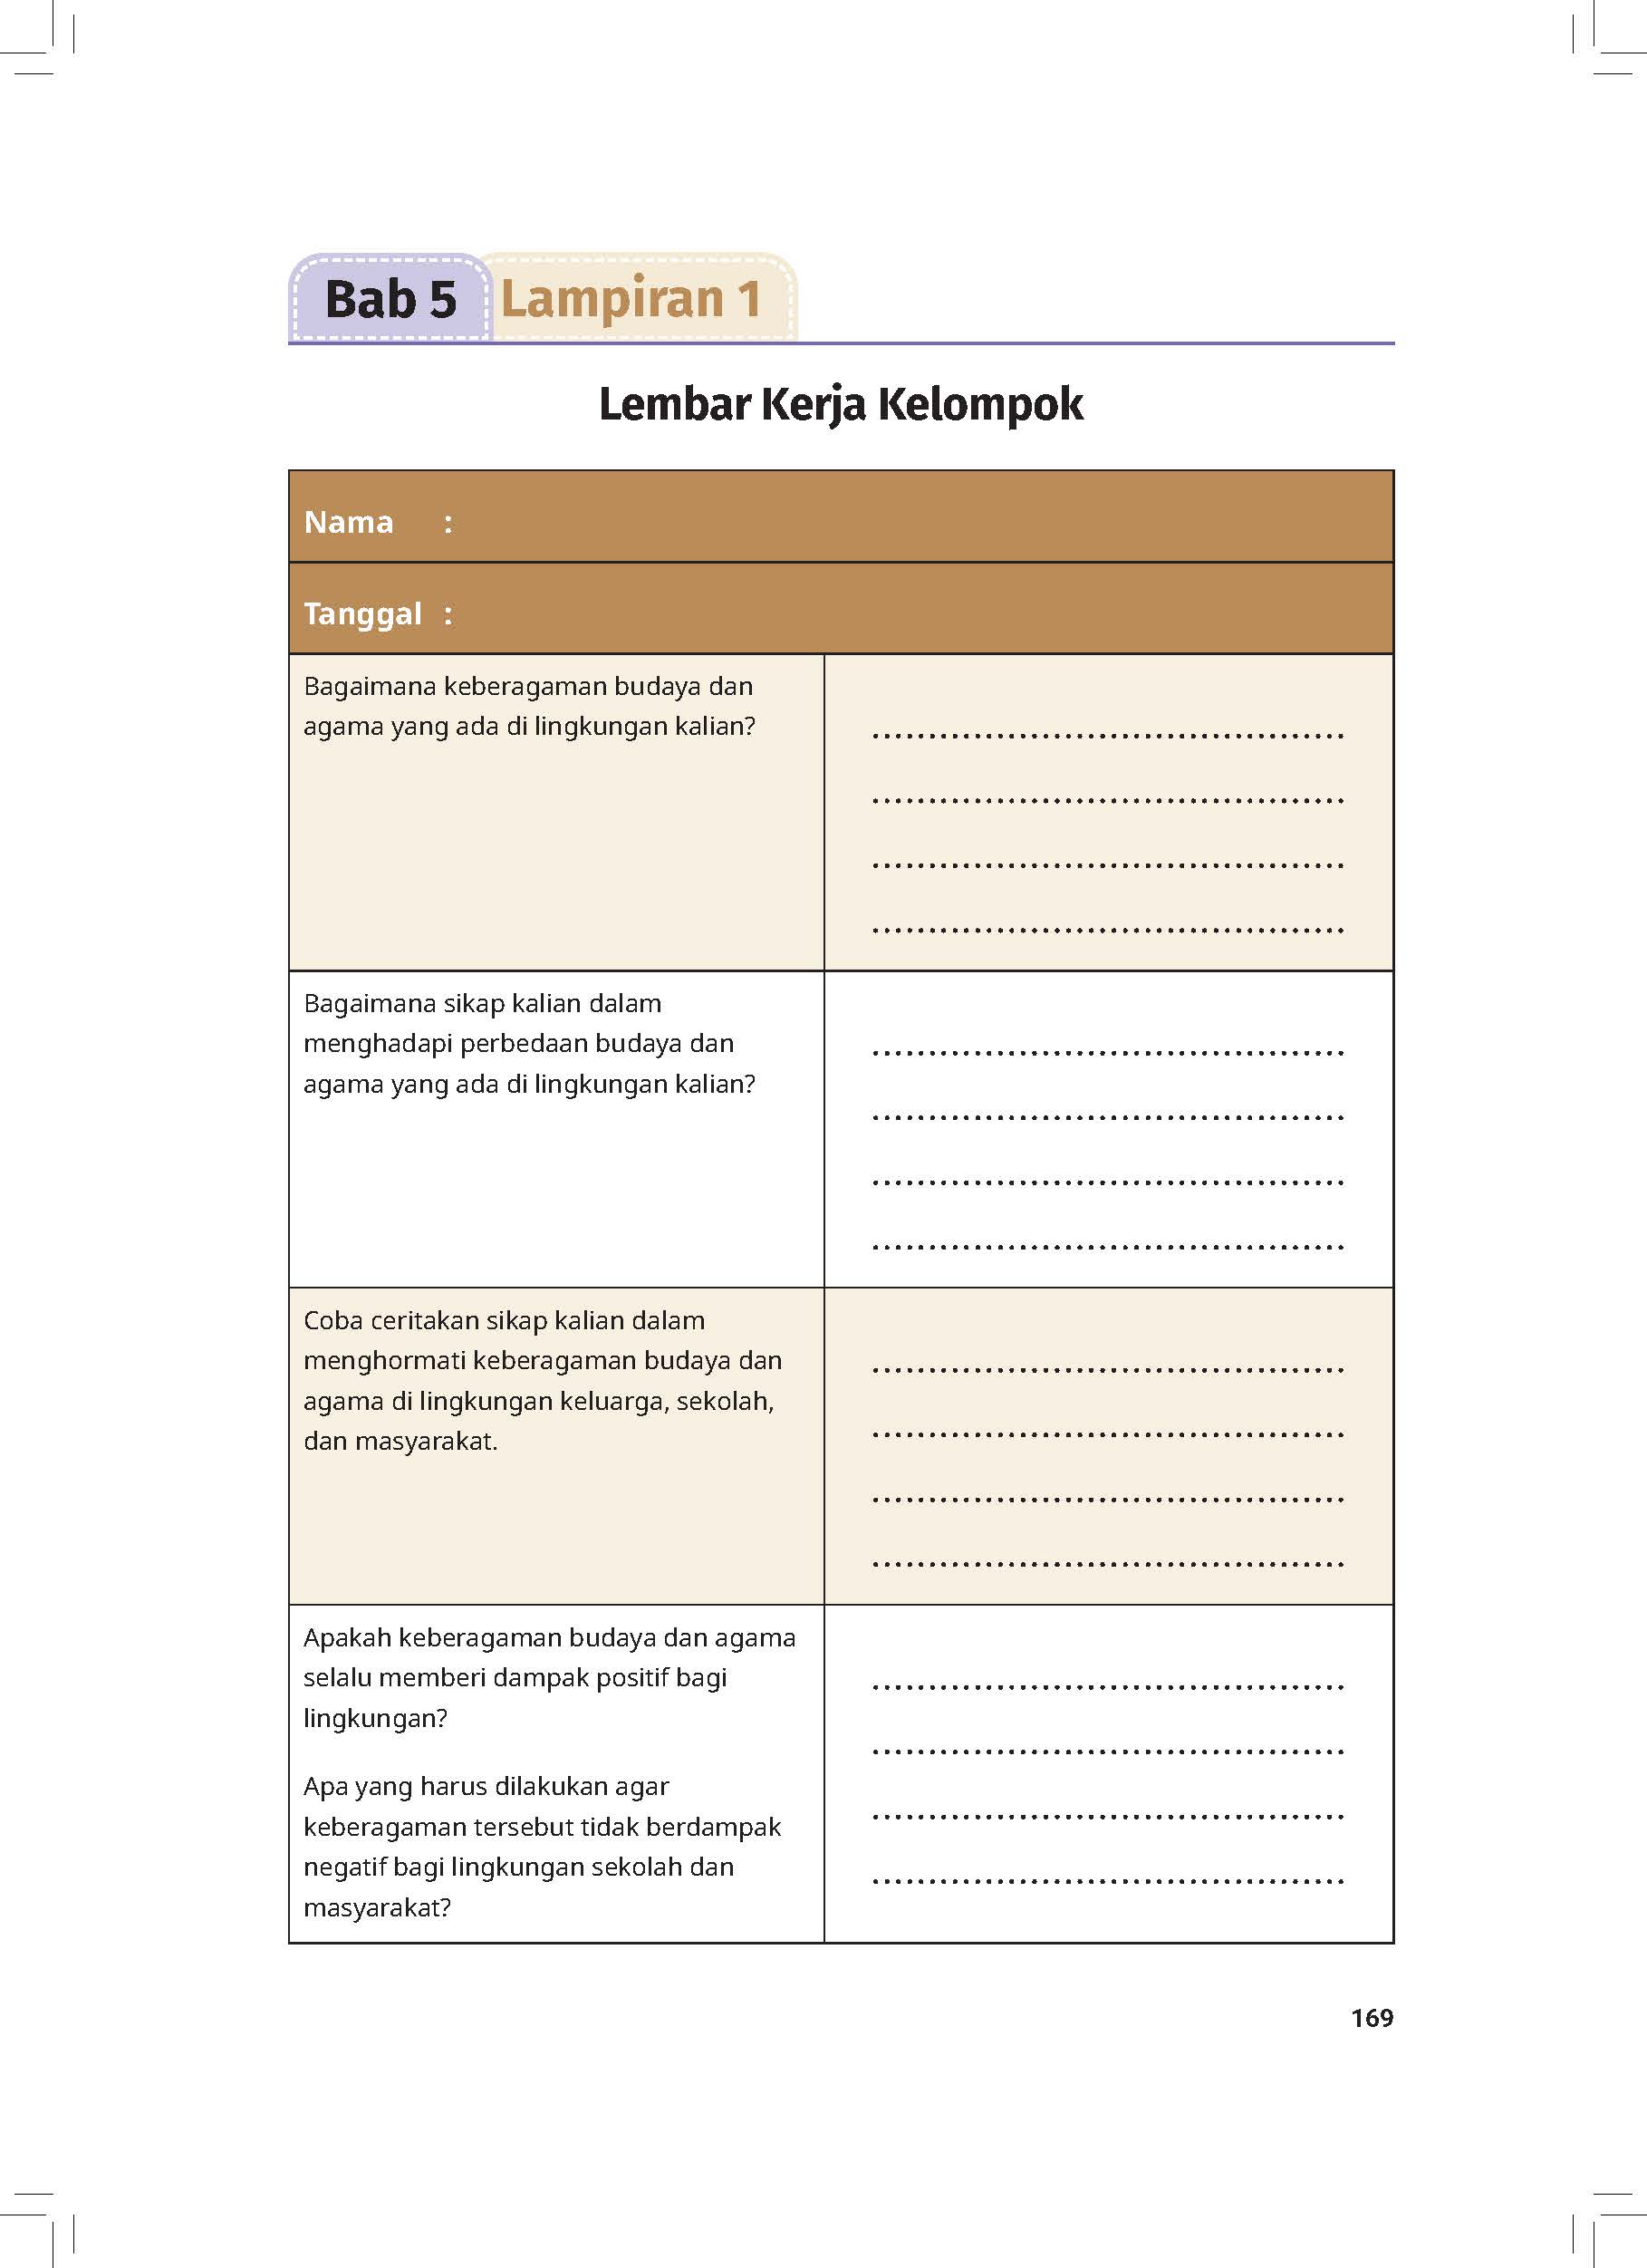 Bab 5 Lampiran 1
Lembar Kerja Kelompok
Nama :
Tanggal :
Bagaimana keberagaman budaya dan
agama yang ada di lingkungan kalian?
..........................................
..........................................
..........................................
..........................................
Bagaimana sikap kalian dalam
menghadapi perbedaan budaya dan
agama yang ada di lingkungan kalian?
..........................................
..........................................
..........................................
..........................................
Coba ceritakan sikap kalian dalam
menghormati keberagaman budaya dan
agama di lingkungan keluarga, sekolah,
dan masyarakat.
..........................................
..........................................
..........................................
..........................................
Apakah keberagaman budaya dan agama
selalu memberi dampak positif bagi
lingkungan?
Apa yang harus dilakukan agar
keberagaman tersebut tidak berdampak
negatif bagi lingkungan sekolah dan
masyarakat?
..........................................
..........................................
..........................................
..........................................
169